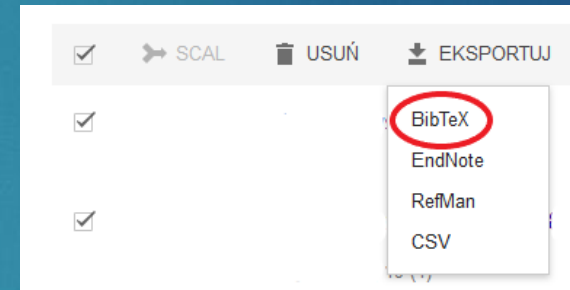 SCAL USUŃ EKSPORTUJ
BibTeX
EndNote
RefMan
CSV